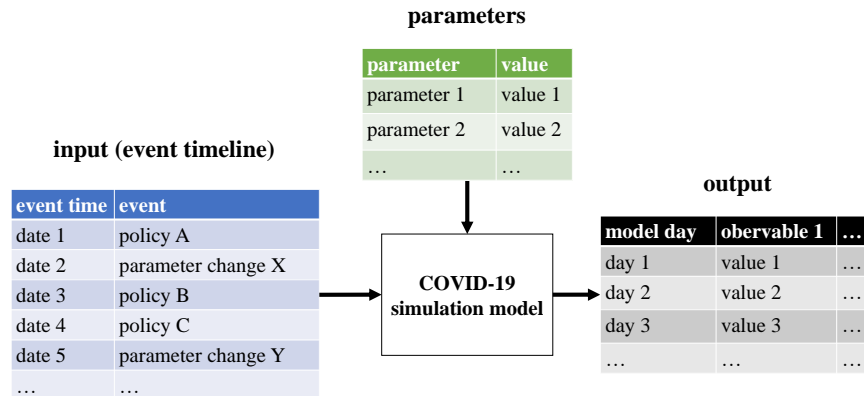 parameters
parameter value
parameter 1 value 1
parameter 2 value 2
… …
input (event timeline)
event time event
date 1 policy A
date 2 parameter change X
date 3 policy B
date 4 policy C
date 5 parameter change Y
… …
COVID-19
simulation model
output
model day obervable 1 …
day 1 value 1 …
day 2 value 2 …
day 3 value 3 …
… … …